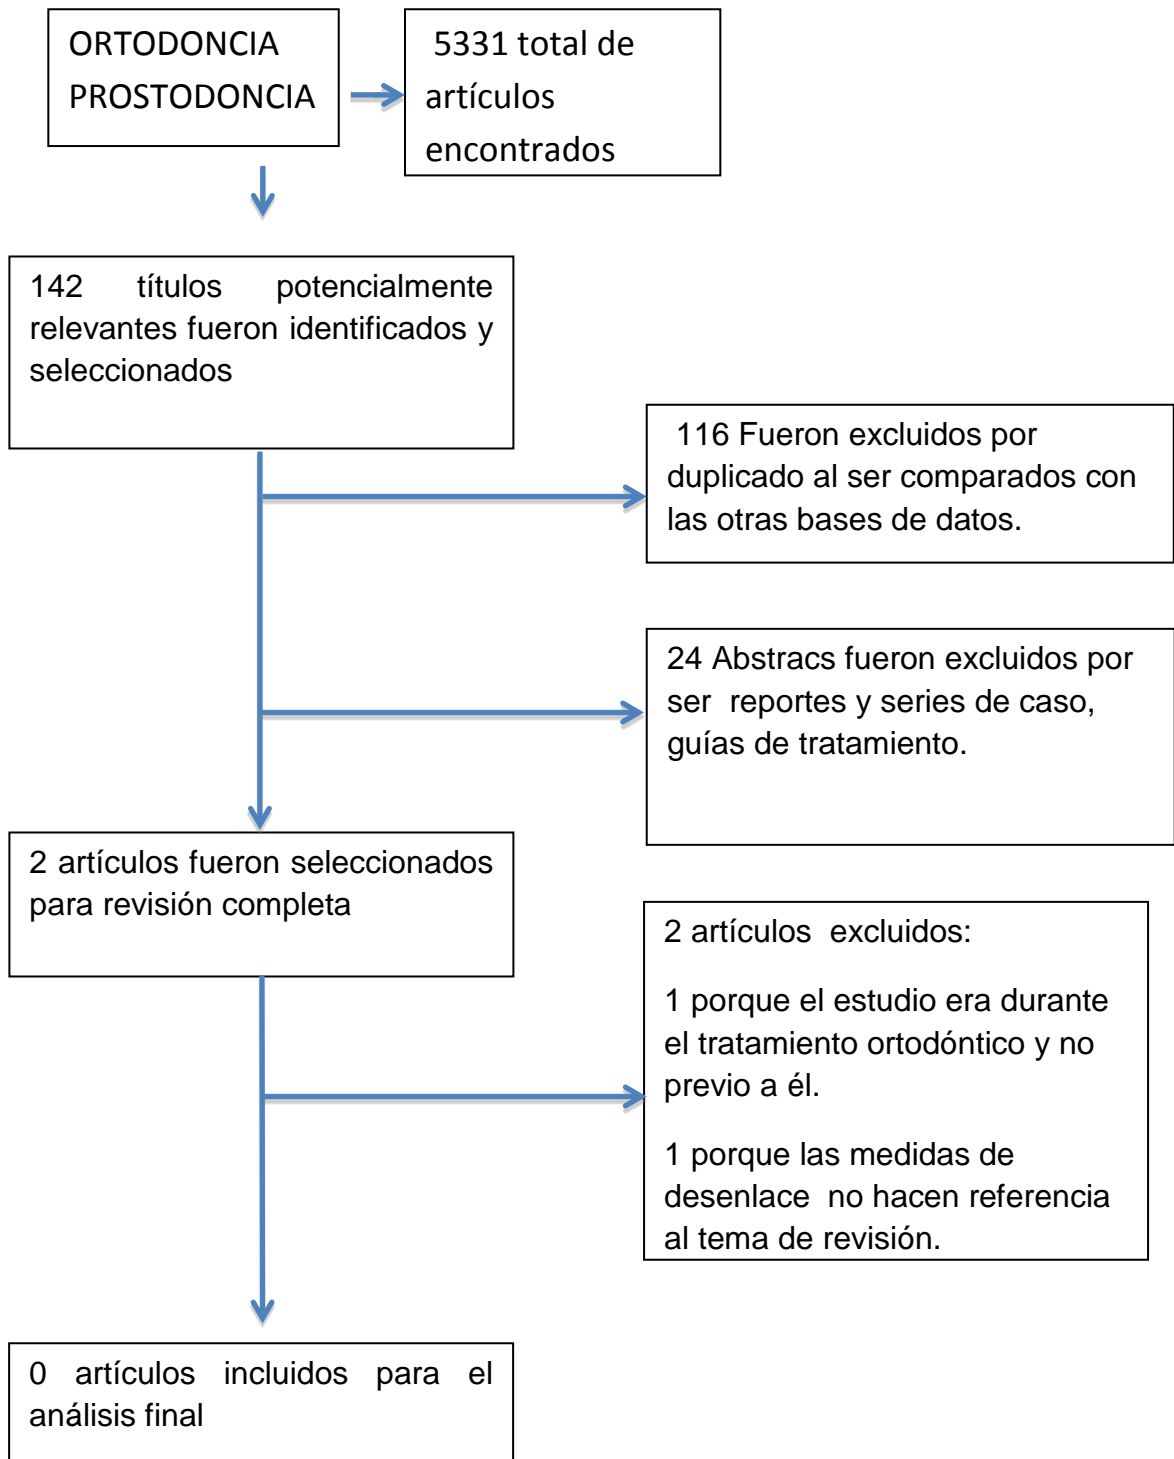 ORTODONCIA
PROSTODONCIA
5331 total de
artículos
encontrados
142 títulos potencialmente
relevantes fueron identificados y
seleccionados
116 Fueron excluidos por
duplicado al ser comparados con
las otras bases de datos.
24 Abstracs fueron excluidos por
ser reportes y series de caso,
guías de tratamiento.
2 artículos fueron seleccionados
para revisión completa
2 artículos excluidos:
1 porque el estudio era durante
el tratamiento ortodóntico y no
previo a él.
1 porque las medidas de
desenlace no hacen referencia
al tema de revisión.
0 artículos incluidos para el
análisis final